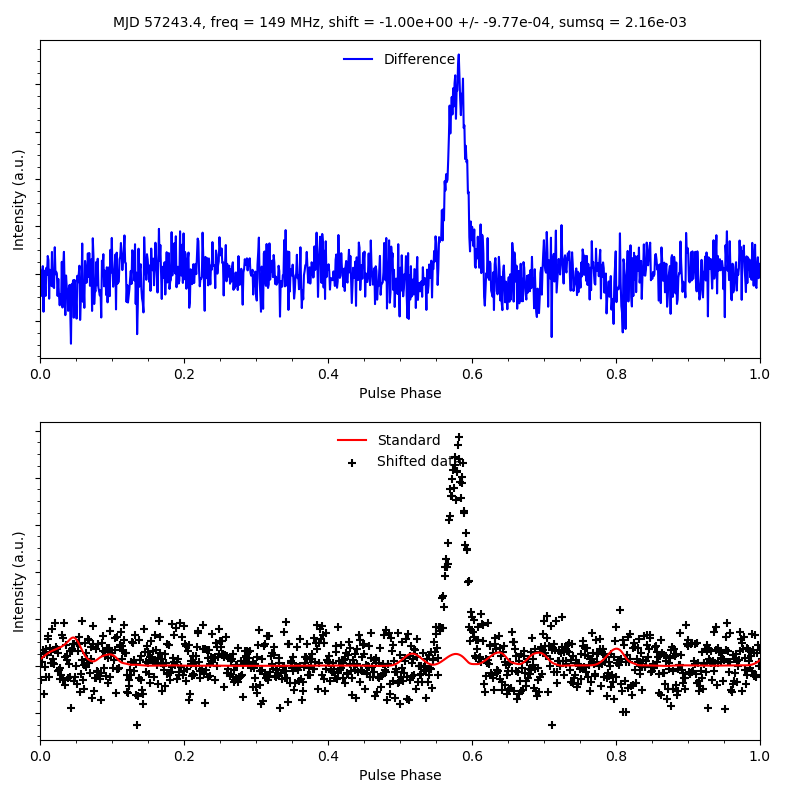 MJD 57243.4, freq = 149 MHz, shift = -1.00e+00 +/- -9.77e-04, sumsq = 2.16e-03
Difference
Intensity (a.u.)
0.0 0.2 0.4 0.6 0.8 1.0
Pulse Phase
Standard
Shifted data
Intensity (a.u.)
0.0 0.2 0.4 0.6 0.8 1.0
Pulse Phase